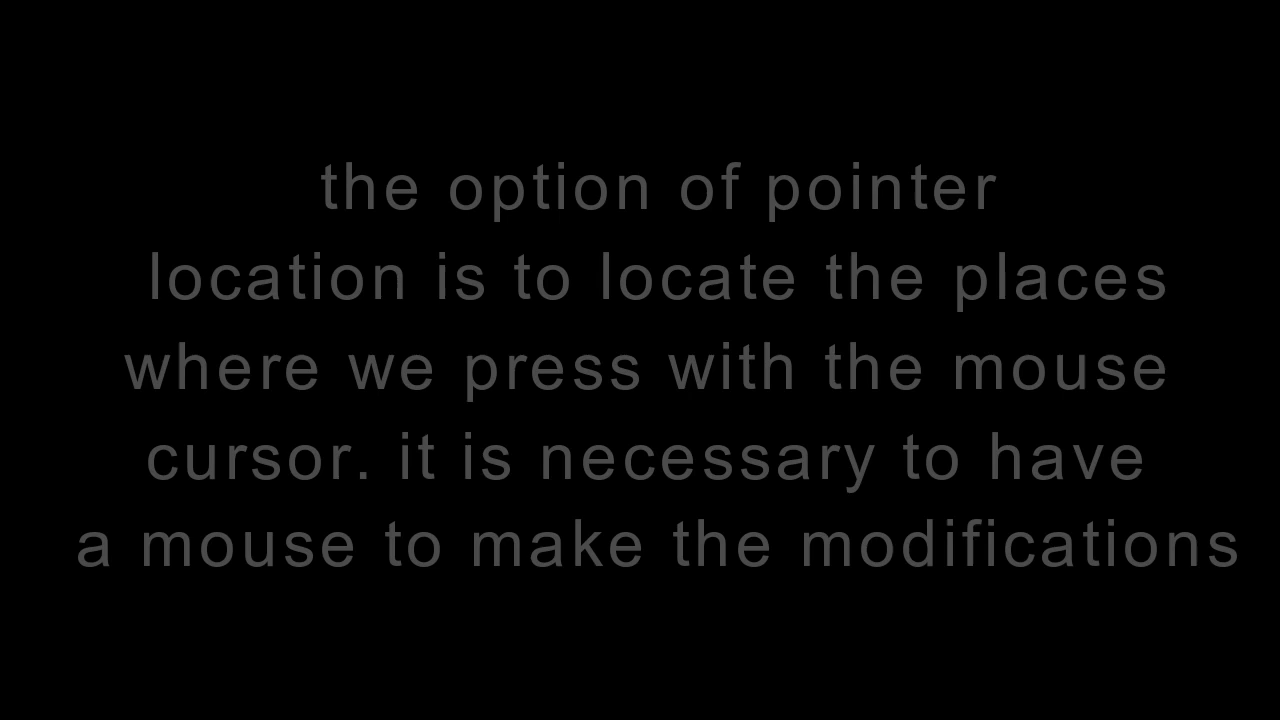 the option of pointer
location is to locate the places
where we press with the mouse
cursor. it is necessary to have
a mouse to make the modifications